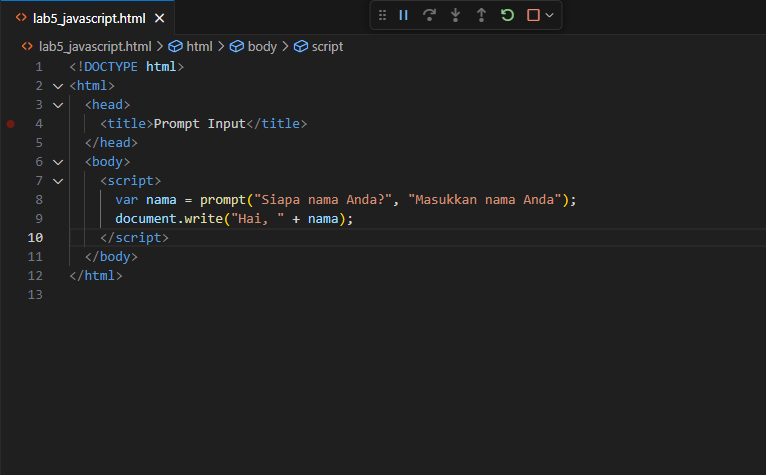 lab5_javascript.html
lab5_javascript.html > html > body > script
1 <!DOCTYPE html>
2 <html>
3 <head>
4 <title>Prompt Input</title>
5 </head>
6 <body>
7 <script>
8 var nama = prompt("Siapa nama Anda?", "Masukkan nama Anda");
9 document.write("Hai, " + nama);
10 </script>
11 </body>
12 </html>
13